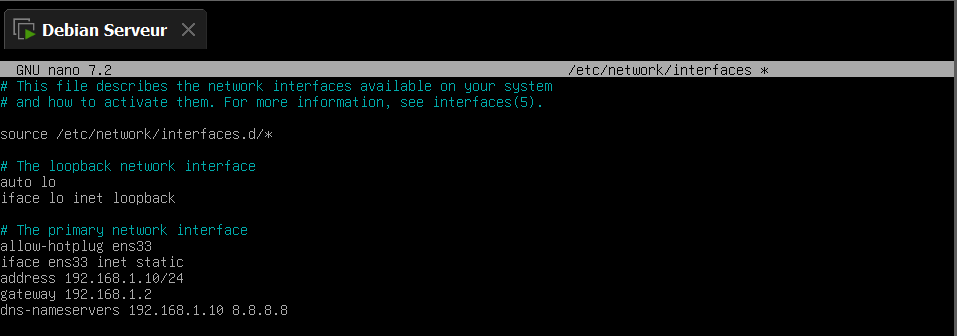 Debian Serveur
GNU nano 7.2 /etc/network/interfaces *
# This file describes the network interfaces available on your system
# and how to activate them. For more information, see interfaces(5).
source /etc/network/interfaces.d/*
# The loopback network interface
auto lo
iface lo inet loopback
# The primary network interface
allow-hotplug ens33
iface ens33 inet static
address 192.168.1.10/24
gateway 192.168.1.2
dns-nameservers 192.168.1.10 8.8.8.8